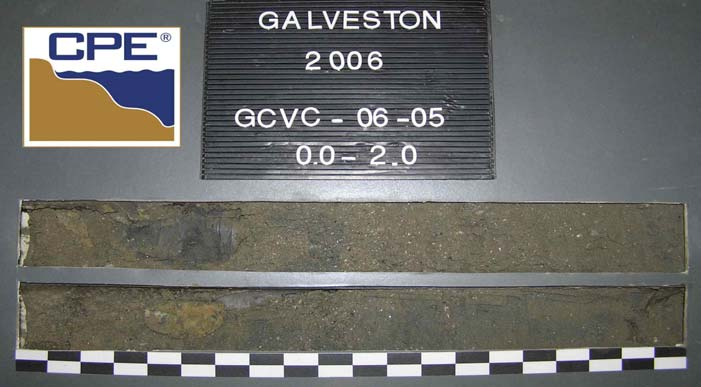 CPE®
GALVESTON
2006
GCVC - 06 -05
0.0 - 2.0